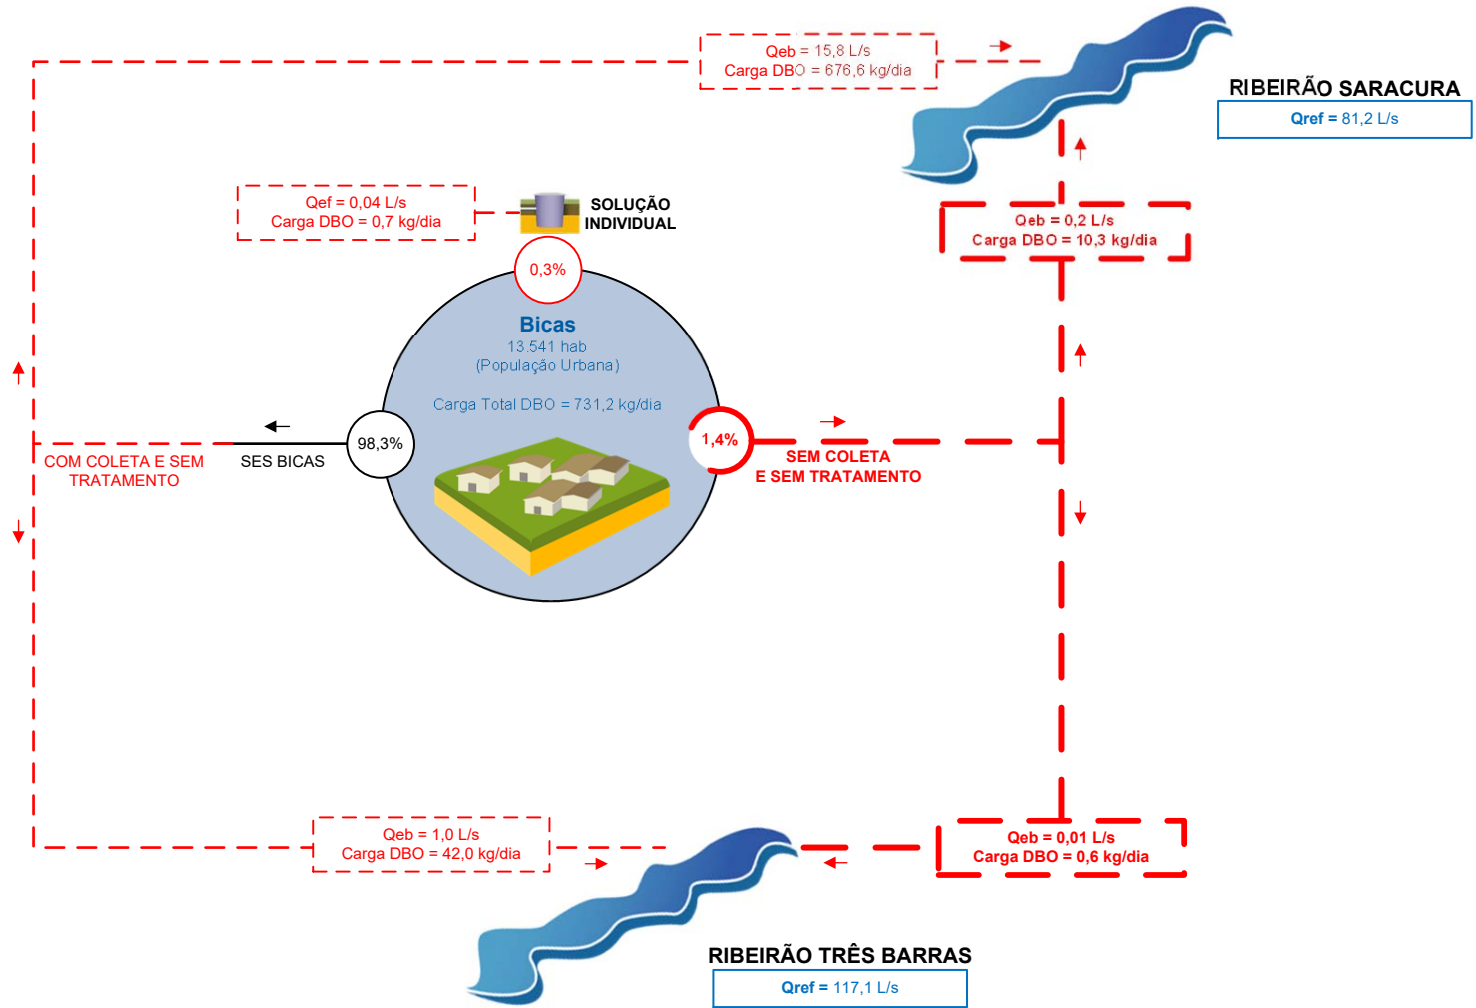 Qeb = 15,8 L/s
Carga DBO = 676,6 kg/dia
RIBEIRÃO SARACURA
Qref = 81,2 L/s
Qef = 0,04 L/s
Carga DBO = 0,7 kg/dia
SOLUÇÃO
INDIVIDUAL
Qeb = 0,2 L/s
Carga DBO = 10,3 kg/dia
0,3%
Bicas
13.541 hab
(População Urbana)
Carga Total DBO = 731,2 kg/dia
98,3%
1,4%
COM COLETA E SEM
TRATAMENTO
SES BICAS
SEM COLETA
E SEM TRATAMENTO
Qeb = 1,0 L/s
Carga DBO = 42,0 kg/dia
Qeb = 0,01 L/s
Carga DBO = 0,6 kg/dia
RIBEIRÃO TRÊS BARRAS
Qref = 117,1 L/s